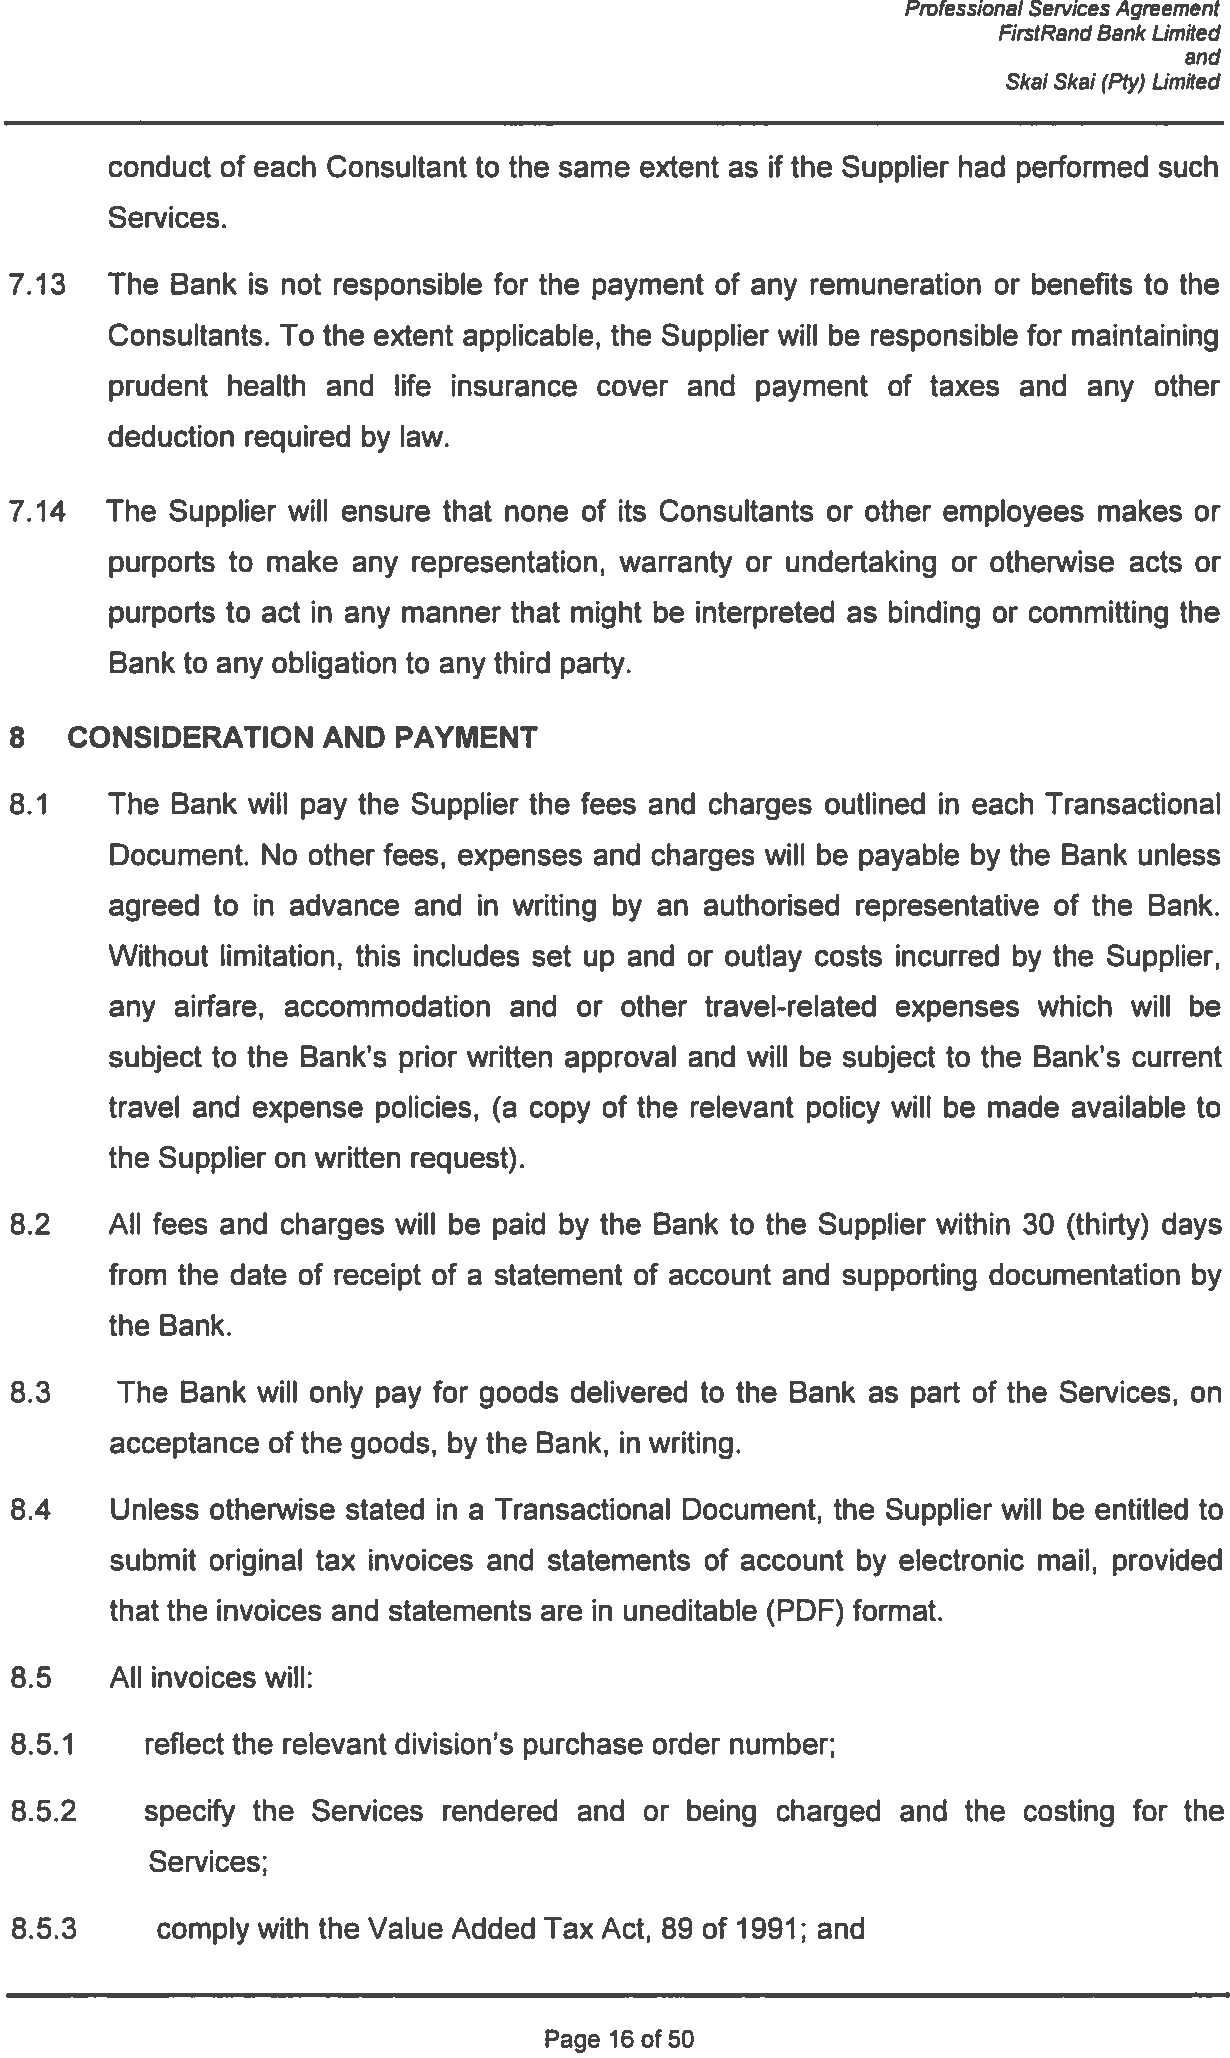 Professional Services Agreement
FirstRand Bank Limited
and
Skai Skai (Pty) Limited
conduct of each Consultant to the same extent as if the Supplier had performed such
Services.
7.13 The Bank is not responsible for the payment of any remuneration or benefits to the
Consultants. To the extent applicable, the Supplier will be responsible for maintaining
prudent health and life insurance cover and payment of taxes and any other
deduction required by law.
7.14 The Supplier will ensure that none of its Consultants or other employees makes or
purports to make any representation, warranty or undertaking or otherwise acts or
purports to act in any manner that might be interpreted as binding or committing the
Bank to any obligation to any third party.
8 CONSIDERATION AND PAYMENT
8.1 The Bank will pay the Supplier the fees and charges outlined in each Transactional
Document. No other fees, expenses and charges will be payable by the Bank unless
agreed to in advance and in writing by an authorised representative of the Bank.
Without limitation, this includes set up and or outlay costs incurred by the Supplier,
any airfare, accommodation and or other travel-related expenses which will be
subject to the Bank's prior written approval and will be subject to the Bank's current
travel and expense policies, (a copy of the relevant policy will be made available to
the Supplier on written request).
8.2 All fees and charges will be paid by the Bank to the Supplier within 30 (thirty) days
from the date of receipt of a statement of account and supporting documentation by
the Bank.
8.3 The Bank will only pay for goods delivered to the Bank as part of the Services, on
acceptance of the goods, by the Bank, in writing.
8.4 Unless otherwise stated in a Transactional Document, the Supplier will be entitled to
submit original tax invoices and statements of account by electronic mail, provided
that the invoices and statements are in uneditable (PDF) format.
8.5 All invoices will:
8.5.1 reflect the relevant division's purchase order number;
8.5.2 specify the Services rendered and or being charged and the costing for the
Services;
8.5.3 comply with the Value Added Tax Act, 89 of 1991; and
Page 16 of 50